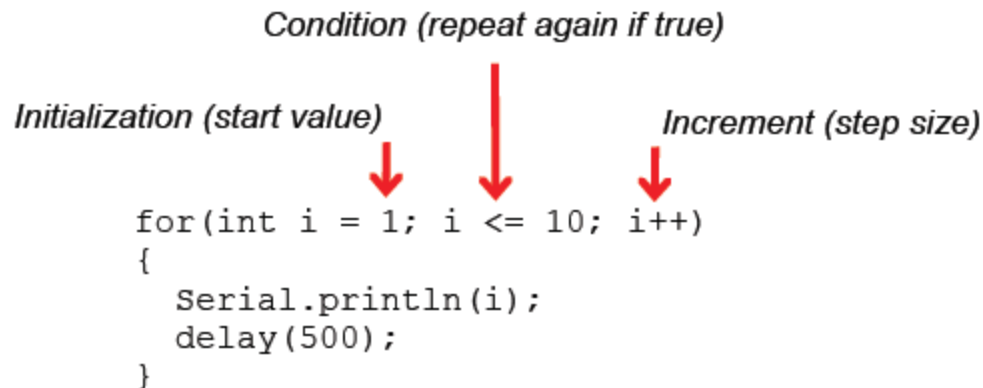 Condition (repeat again if true)
Initialization (start value)
Increment (step size)
for(int i = 1; i <= 10; i++)
{
  Serial.println(i);
  delay(500);
}